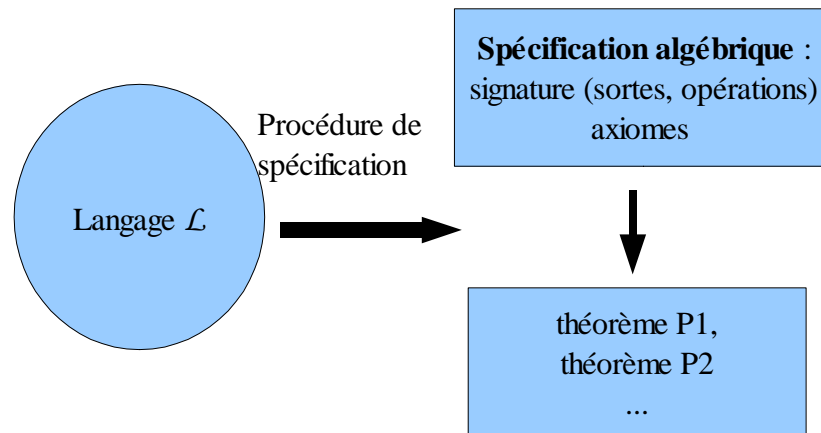 Langage ℒ
Procédure de
spécification
Spécification algébrique :
signature (sortes, opérations)
axiomes
théorème P1,
théorème P2
...